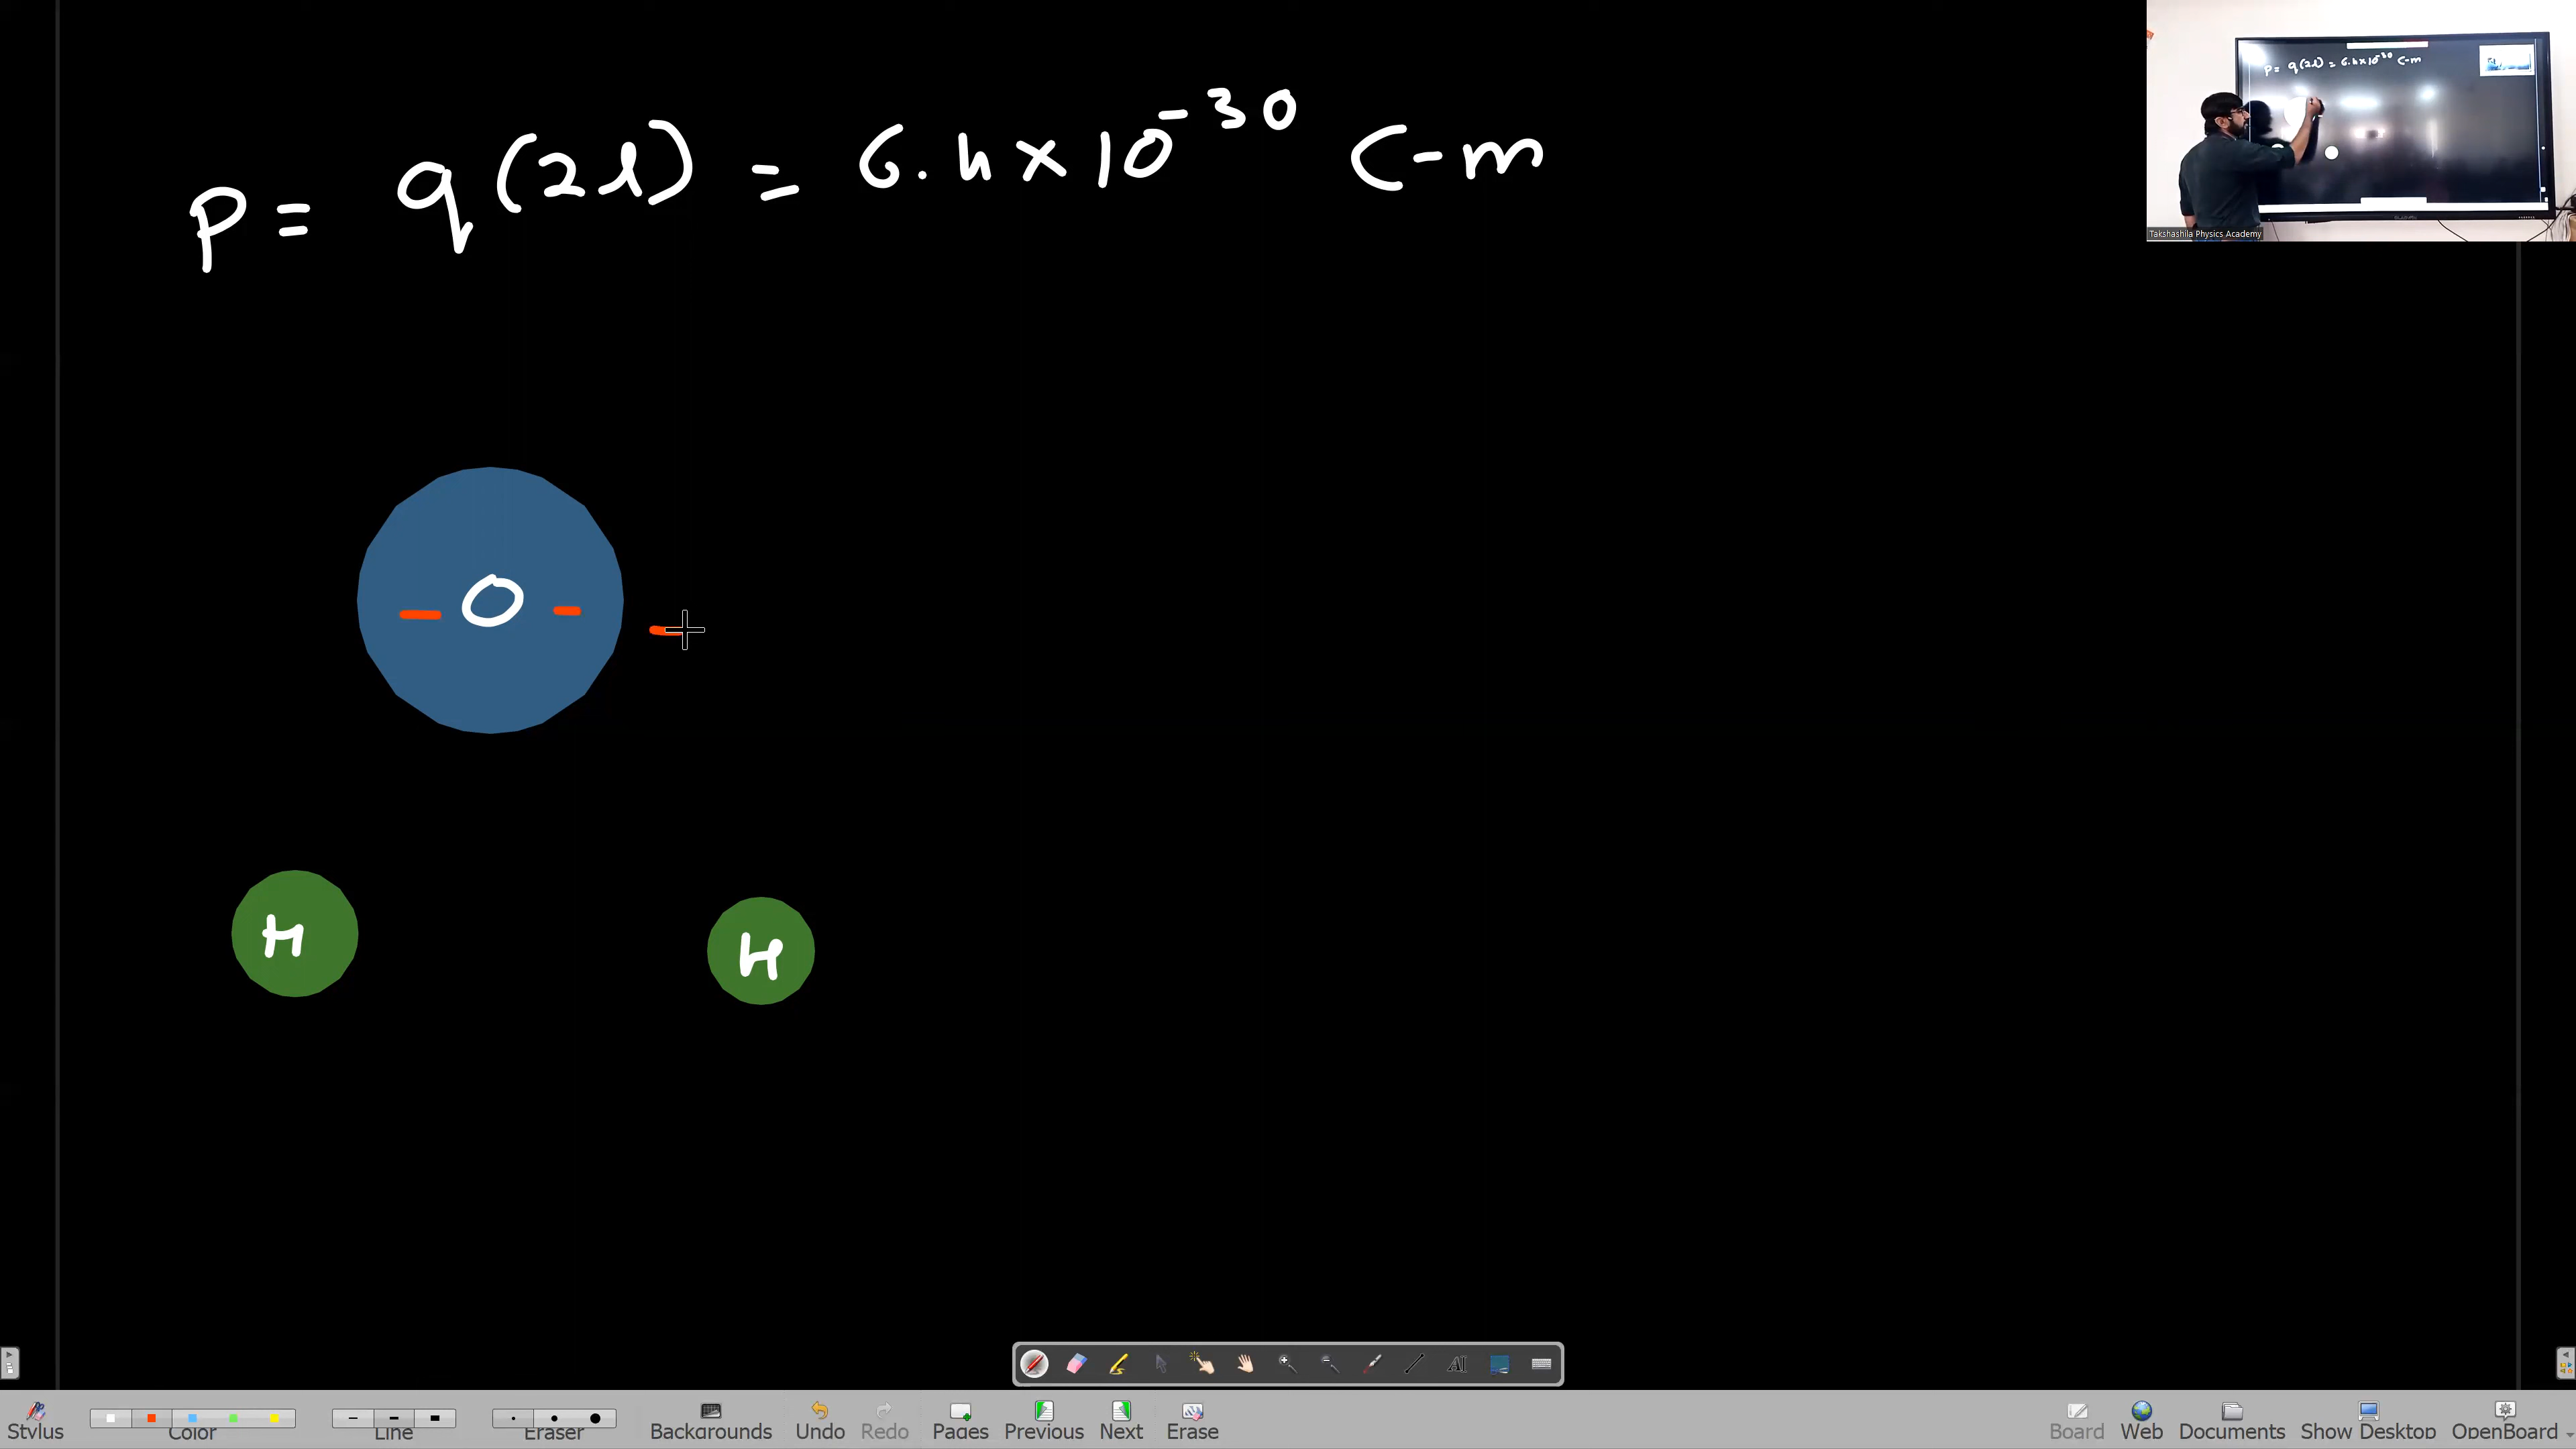 p = q(2l) = 6.4 × 10⁻³⁰ C-m
Takshashila Physics Academy
- O -
-
H
H
Stylus
Color
Line
Eraser
Backgrounds
Undo
Redo
Pages
Previous
Next
Erase
Board
Web
Documents
Show Desktop
OpenBoard